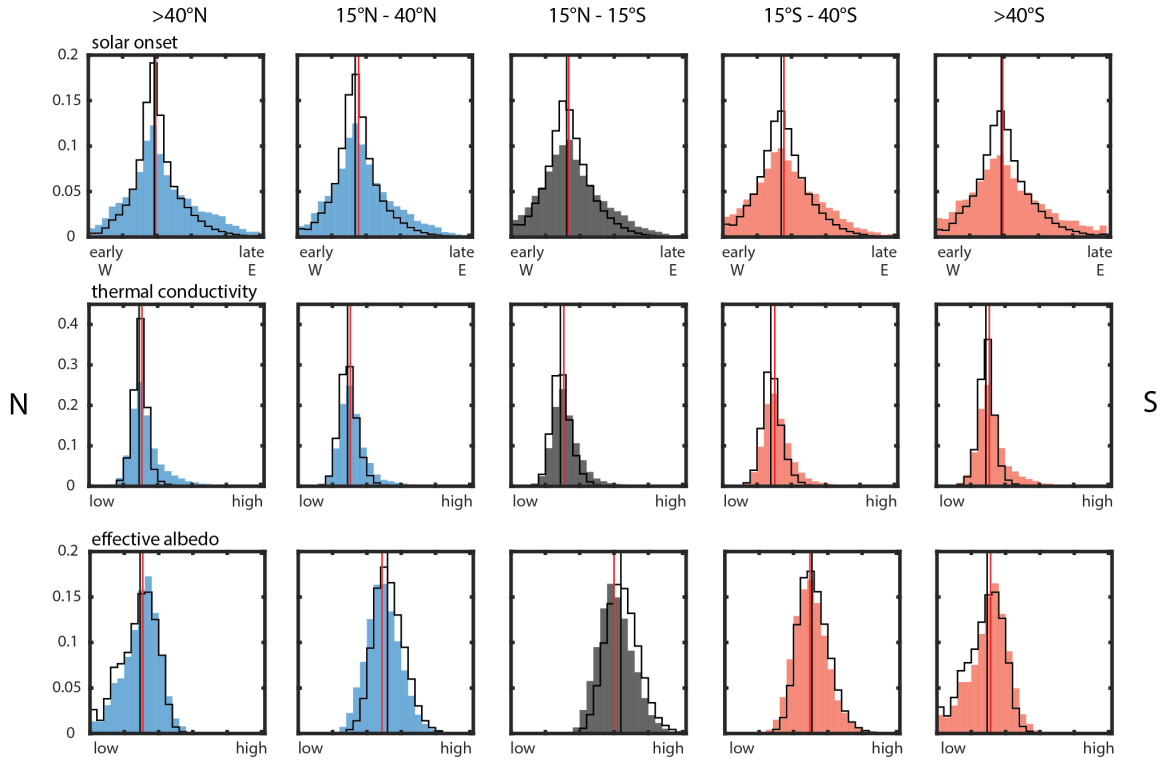 >40°N 15°N - 40°N 15°N - 15°S 15°S - 40°S >40°S
solar onset
0.2
0.15
0.1
0.05
0
early late early late early late early late early late
W E W E W E W E W E
thermal conductivity
0.4
0.3
N S
0.2
0.1
0
low high low high low high low high low high
effective albedo
0.2
0.15
0.1
0.05
0
low high low high low high low high low high